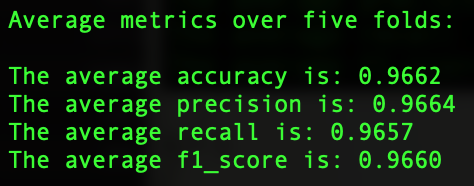 Average metrics over five folds:
The average accuracy is: 0.9662
The average precision is: 0.9664
The average recall is: 0.9657
The average f1_score is: 0.9660